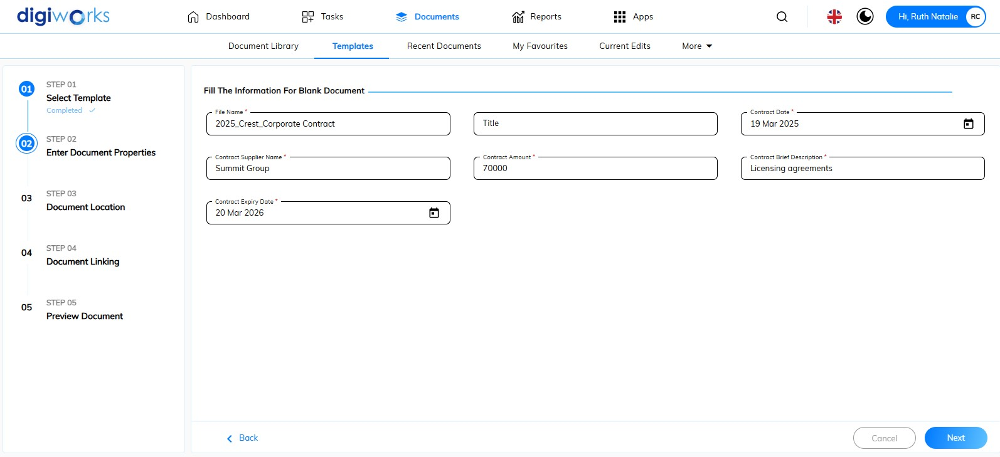 digiworks
Dashboard
Tasks
Documents
Reports
Apps
Hi, Ruth Natalie
RC
Document Library
Templates
Recent Documents
My Favourites
Current Edits
More
01
STEP 01
Select Template
Completed
02
STEP 02
Enter Document Properties
03
STEP 03
Document Location
04
STEP 04
Document Linking
05
STEP 05
Preview Document
Fill The Information For Blank Document
File Name *
2025_Crest_Corporate Contract
Title
Contract Date *
19 Mar 2025
Contract Supplier Name *
Summit Group
Contract Amount *
70000
Contract Brief Description *
Licensing agreements
Contract Expiry Date *
20 Mar 2026
Back
Cancel
Next